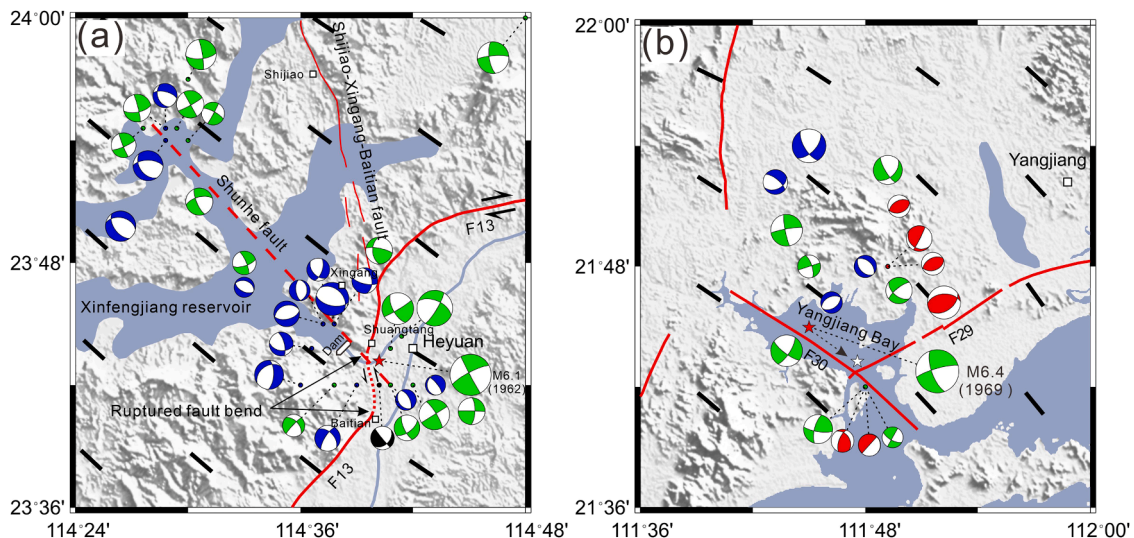 24°00'
(a)
Shijiao
Shijiao-Xingang-Baitian fault
Shunhe fault
F13
23°48'
Xingang
Xinfengjiang reservoir
Shuangtang
Dam
Heyuan
M6.1
(1962)
Ruptured fault bend
Baitian
F13
23°36'
114°24'
114°36'
114°48'
22°00'
(b)
Yangjiang
21°48'
Yangjiang Bay
F29
F30
M6.4
(1969)
21°36'
111°36'
111°48'
112°00'